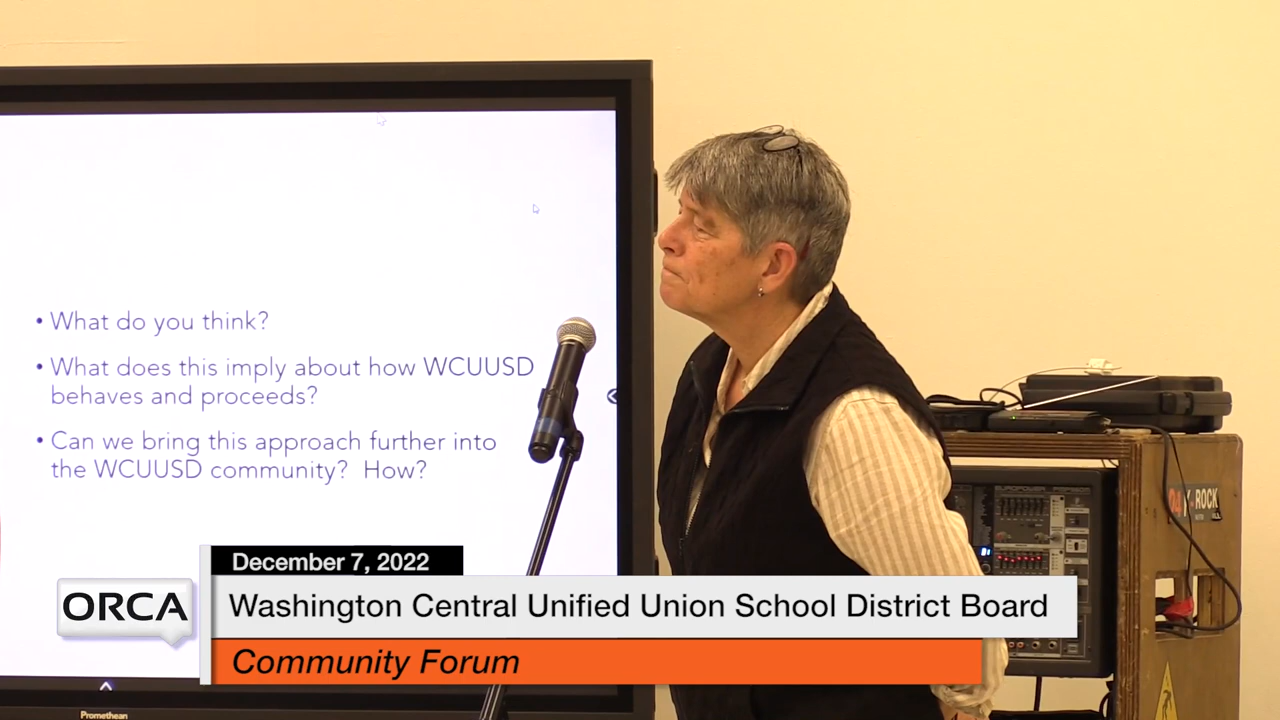 • What do you think?
• What does this imply about how WCUUSD
behaves and proceeds?
• Can we bring this approach further into
the WCUUSD community? How?
December 7, 2022
ORCA
Washington Central Unified Union School District Board
Community Forum
Promethean